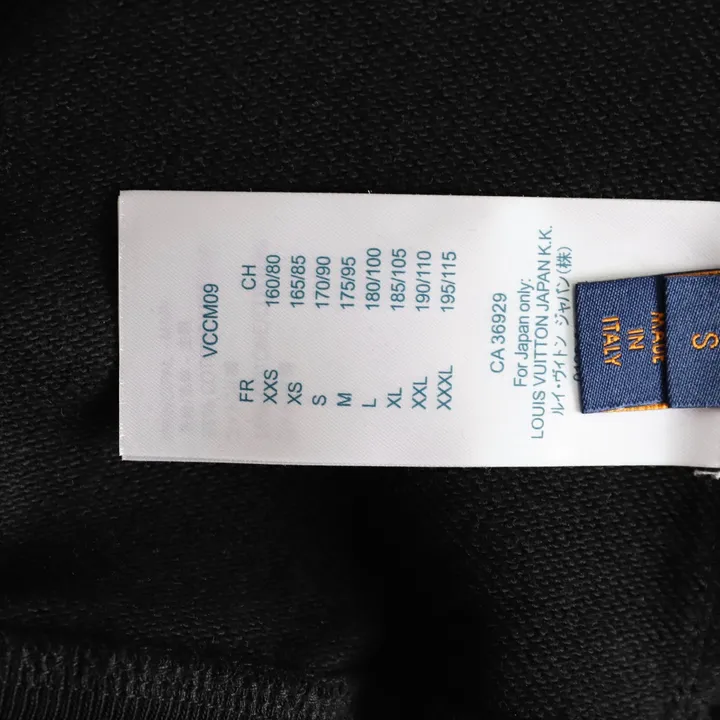 VCCM09
FR CH
XXS 160/80
XS 165/85
S 170/90
M 175/95
L 180/100
XL 185/105
XXL 190/110
XXXL 195/115
CA 36929
For Japan only:
LOUIS VUITTON JAPAN K.K.
ルイ・ヴィトン ジャパン(株)
MADE
IN
ITALY
S